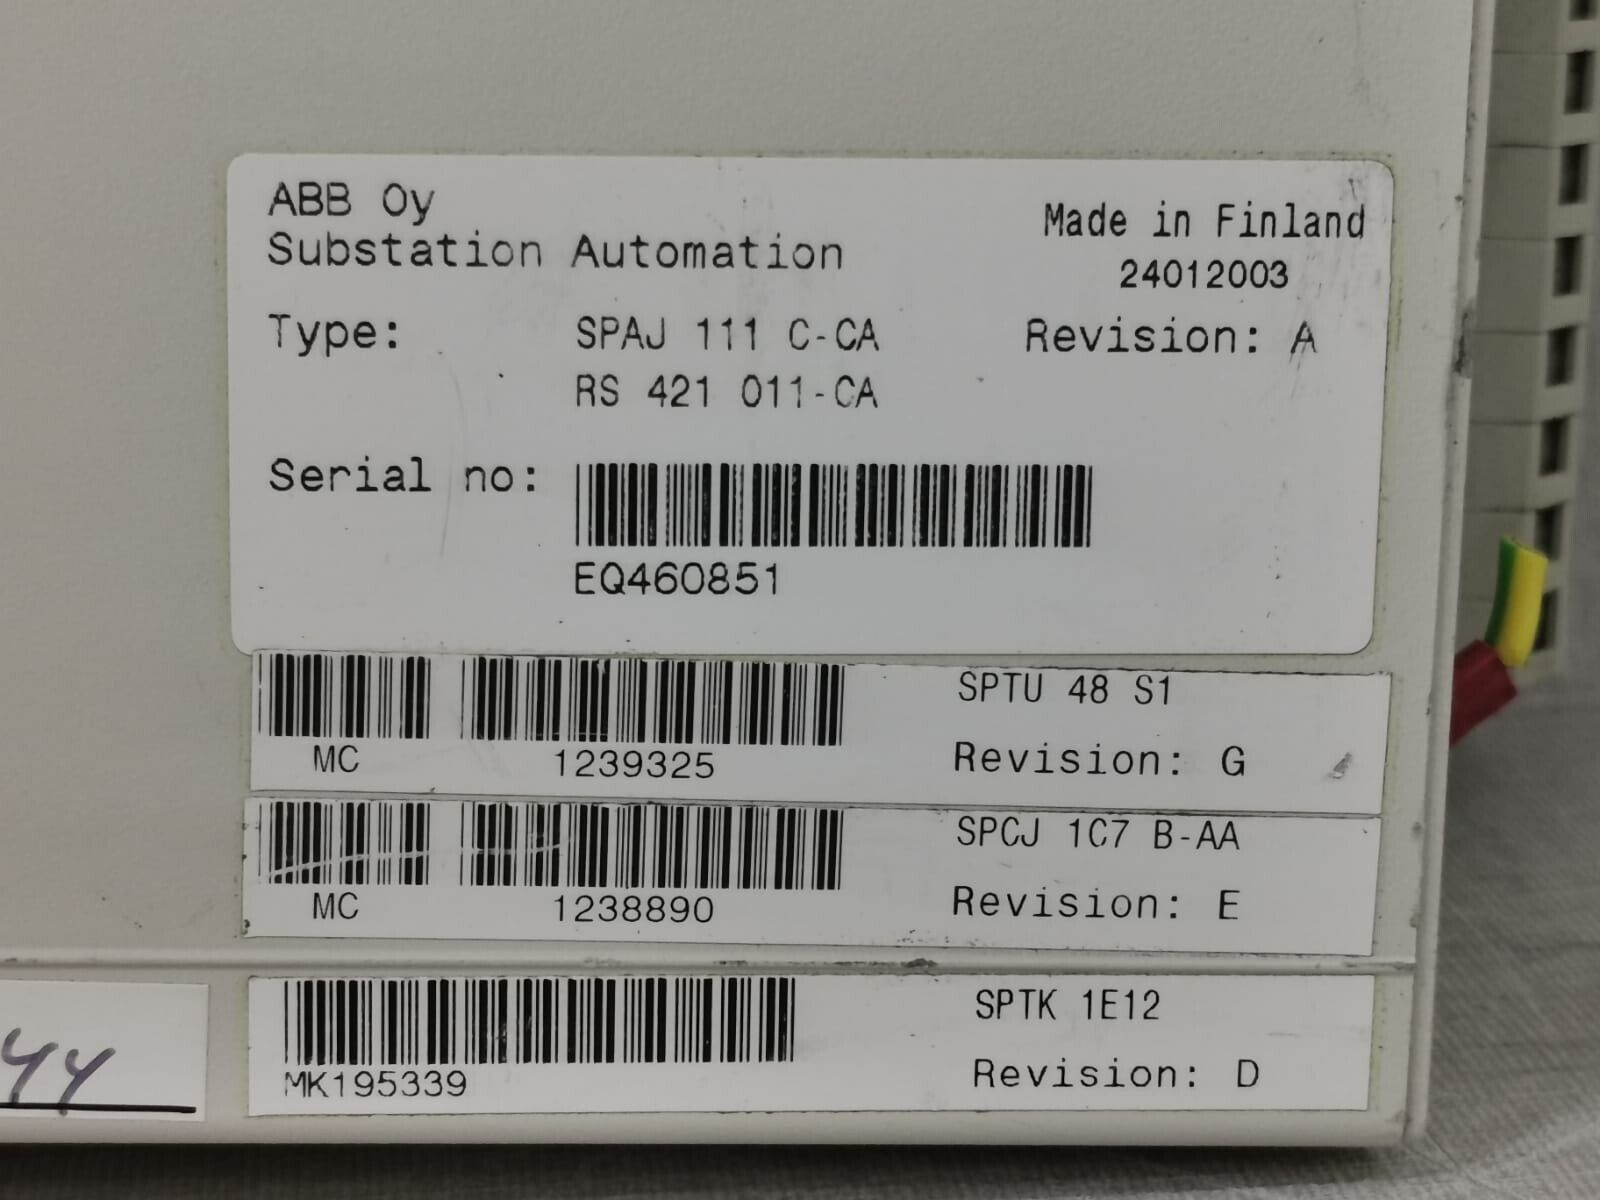 ABB Oy
Substation Automation
Made in Finland
24012003
Type: SPAJ 111 C-CA Revision: A
RS 421 011-CA
Serial no:
EQ460851
SPTU 48 S1
MC 1239325 Revision: G
SPCJ 1C7 B-AA
MC 1238890 Revision: E
SPTK 1E12
MK195339 Revision: D